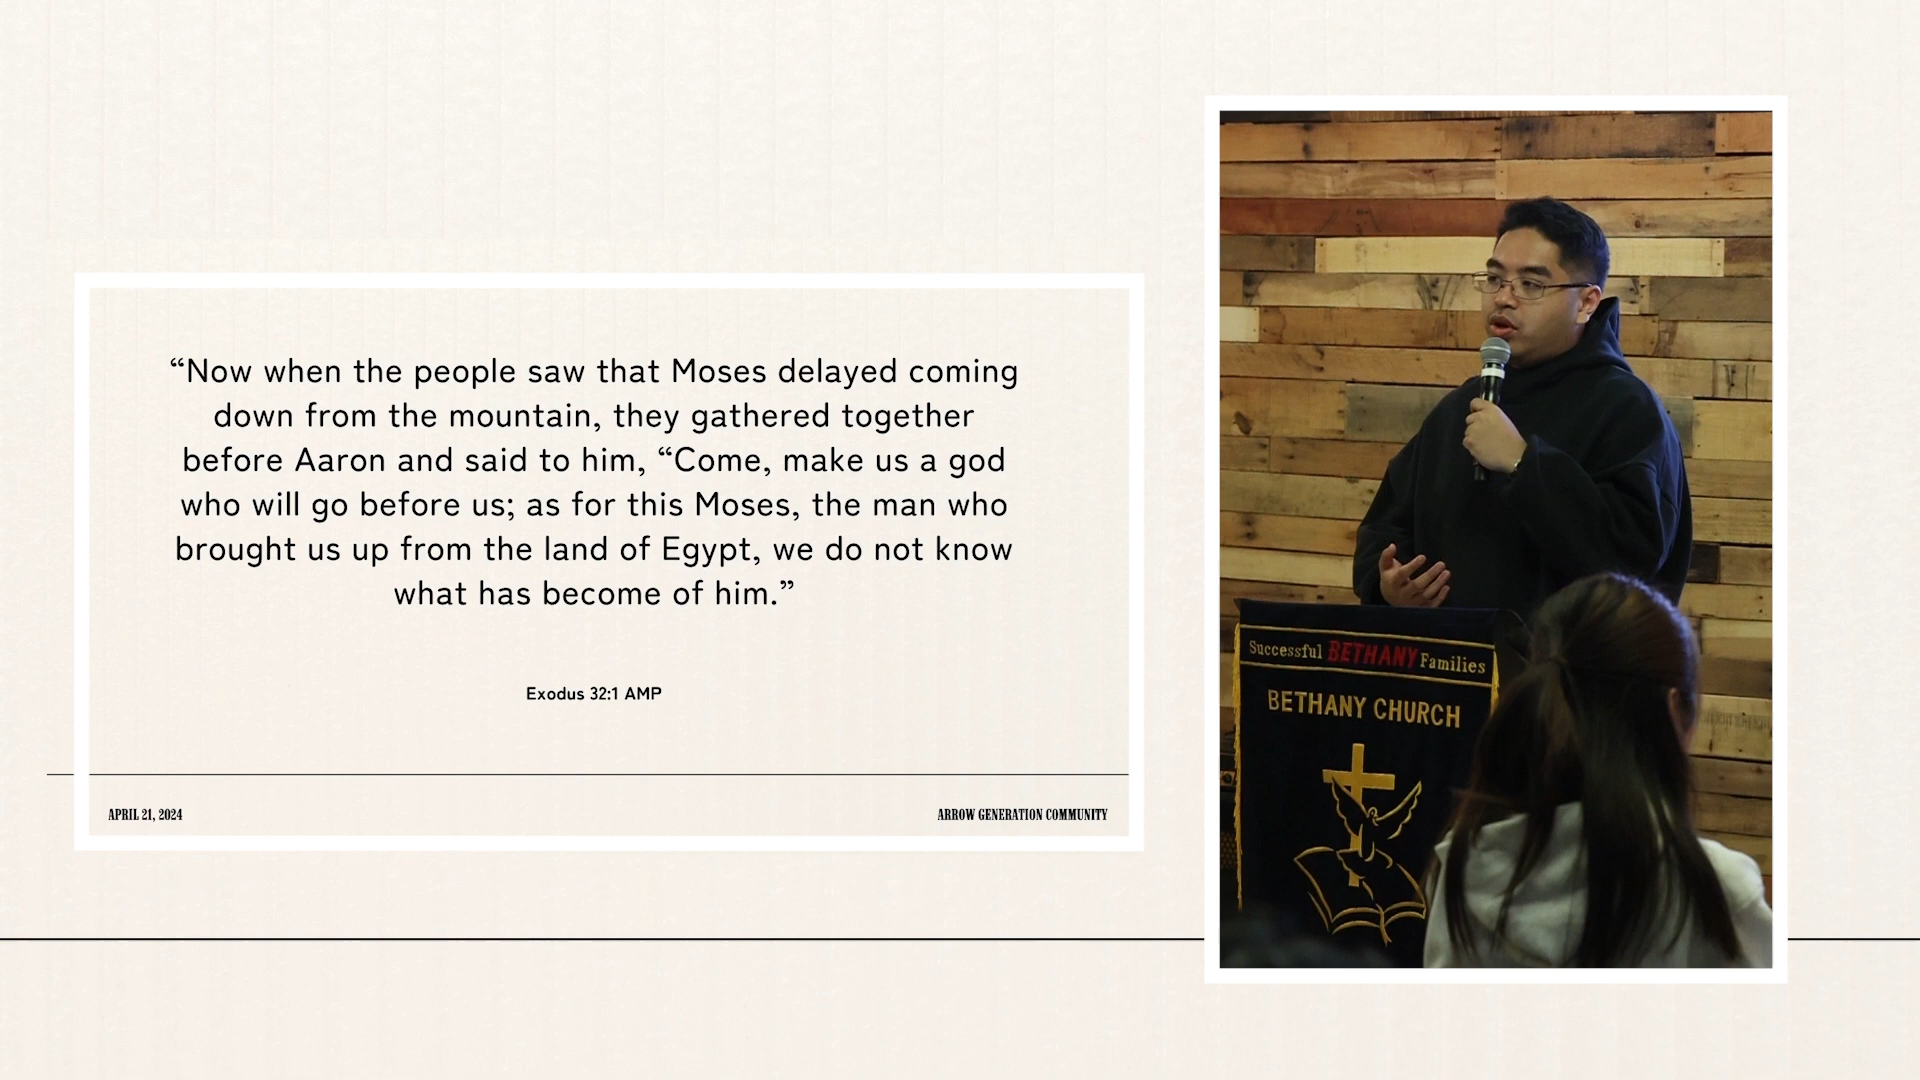 “Now when the people saw that Moses delayed coming
down from the mountain, they gathered together
before Aaron and said to him, “Come, make us a god
who will go before us; as for this Moses, the man who
brought us up from the land of Egypt, we do not know
what has become of him.”
Exodus 32:1 AMP
APRIL 21, 2024
ARROW GENERATION COMMUNITY
Successful BETHANY Families
BETHANY CHURCH